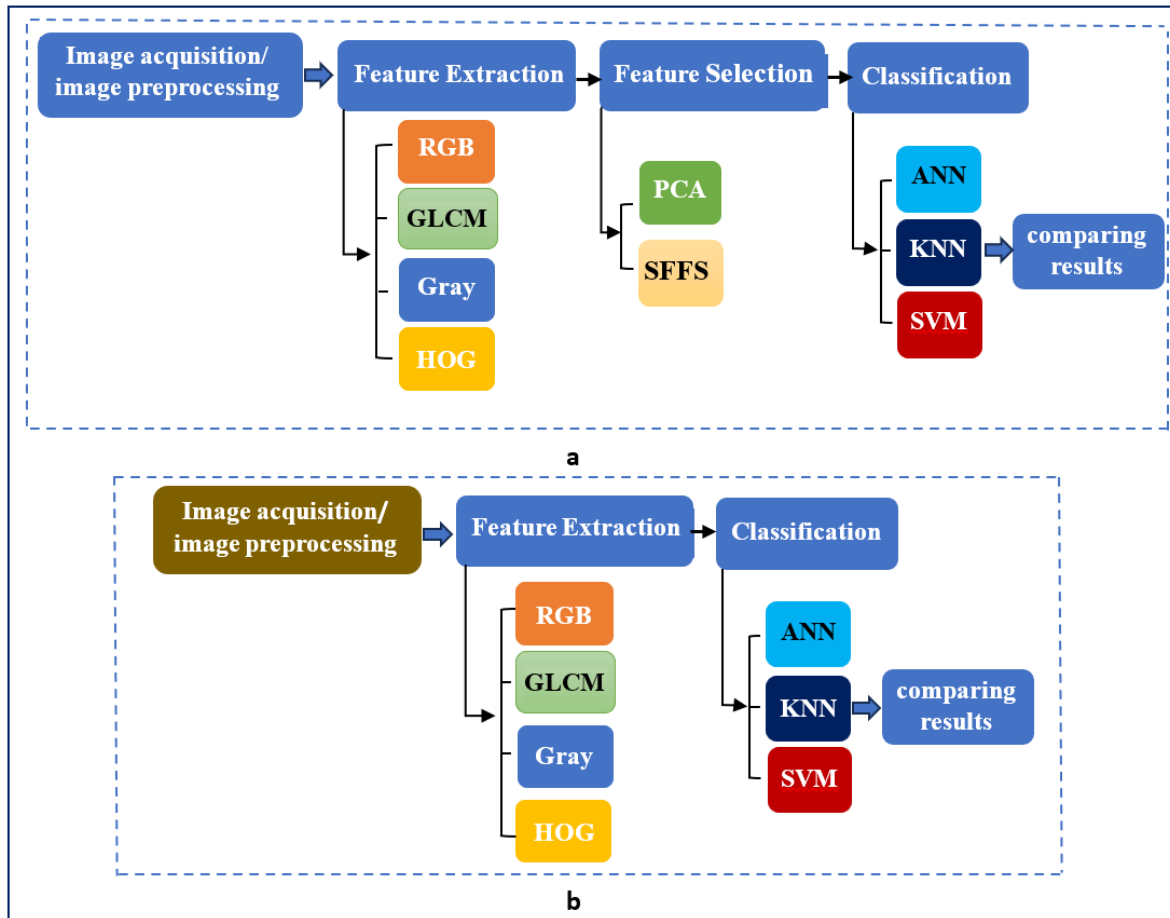 Image acquisition/
image preprocessing
Feature Extraction
Feature Selection
Classification
RGB
GLCM
Gray
HOG
PCA
SFFS
ANN
KNN
SVM
comparing
results
a
Image acquisition/
image preprocessing
Feature Extraction
Classification
RGB
GLCM
Gray
HOG
ANN
KNN
SVM
comparing
results
b